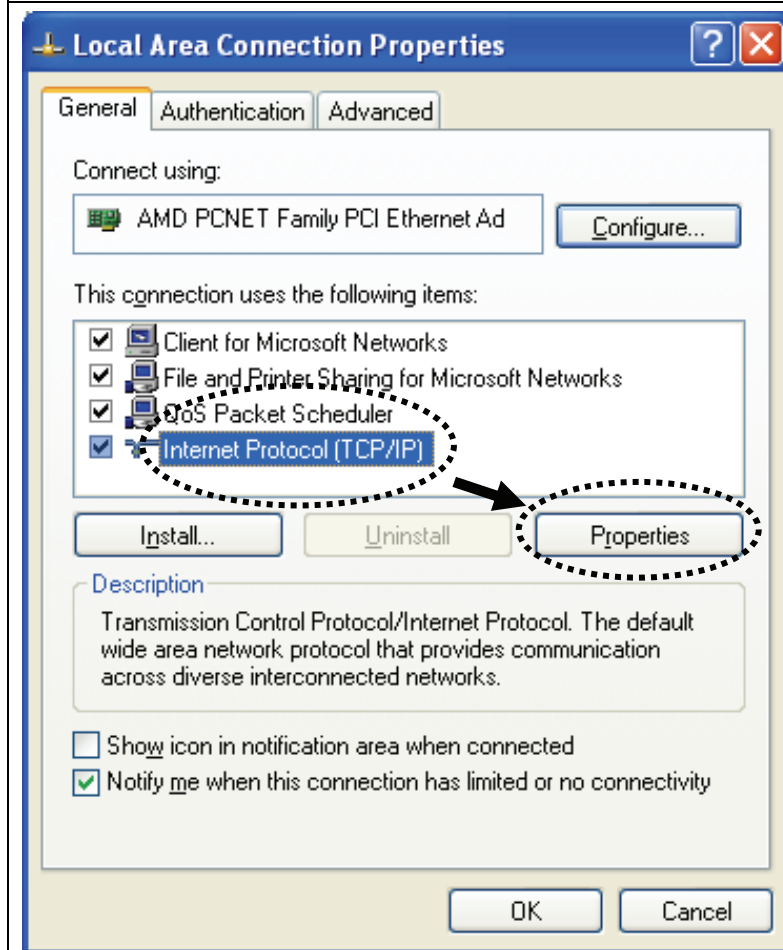 Local Area Connection Properties
General Authentication Advanced
Connect using:
AMD PCNET Family PCI Ethernet Ad
Configure...
This connection uses the following items:
Client for Microsoft Networks
File and Printer Sharing for Microsoft Networks
QoS Packet Scheduler
Internet Protocol (TCP/IP)
Install... Uninstall Properties
Description
Transmission Control Protocol/Internet Protocol. The default
wide area network protocol that provides communication
across diverse interconnected networks.
Show icon in notification area when connected
Notify me when this connection has limited or no connectivity
OK Cancel